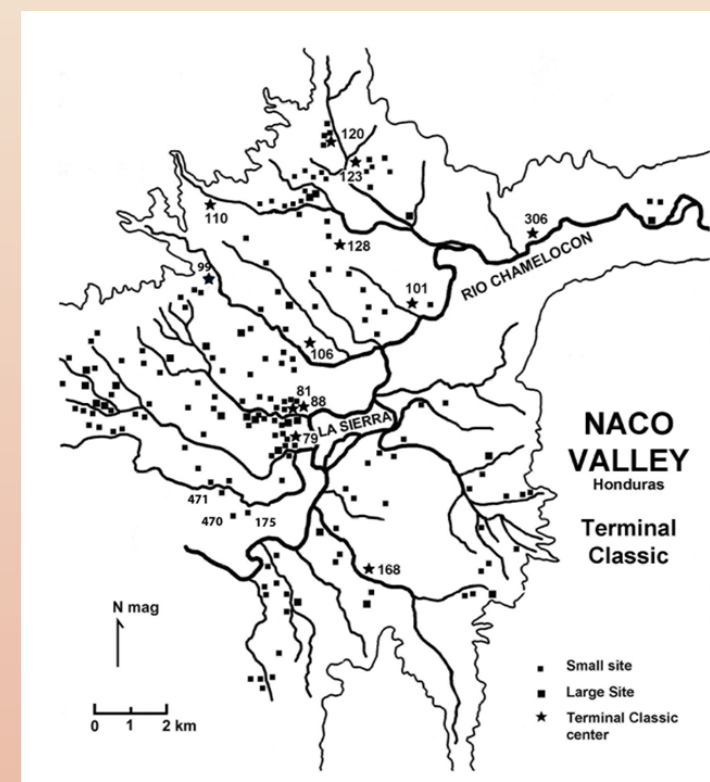 120
123
110
306
128
RIO CHAMELOCON
99
101
106
81
88
LA SIERRA
79
NACO
VALLEY
Honduras
Terminal
Classic
471
470
175
168
N mag
0 1 2 km
Small site
Large Site
Terminal Classic
center